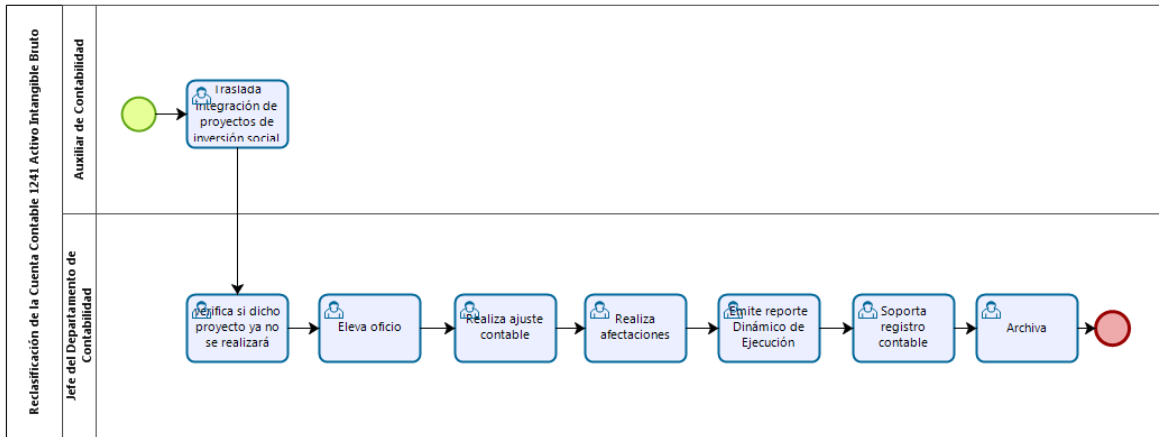 Reclasificación de la Cuenta Contable 1241 Activo Intangible Bruto
Auxiliar de Contabilidad
Traslada
integración de
proyectos de
inversión social
Jefe del Departamento de
Contabilidad
Verifica si dicho
proyecto ya no
se realizará
Eleva oficio
Realiza ajuste
contable
Realiza
afectaciones
Emite reporte
Dinámico de
Ejecución
Soporta
registro
contable
Archiva